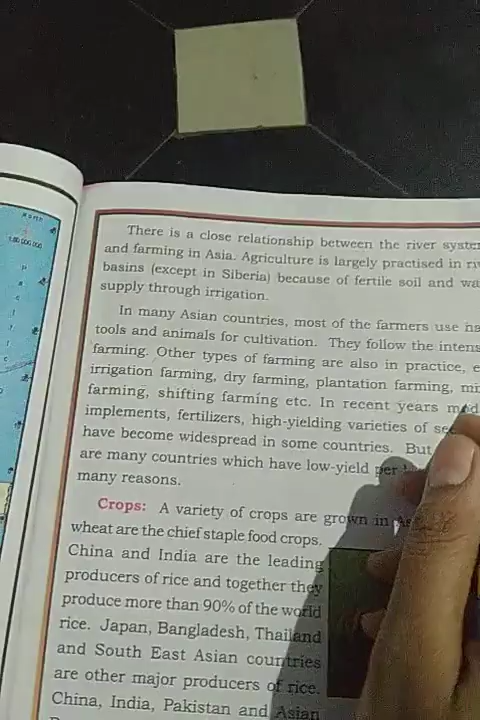 There is a close relationship between the river
and farming in Asia. Agriculture is largely practised in
basins (except in Siberia) because of fertile soil and
supply through irrigation.
In many Asian countries, most of the farmers use
tools and animals for cultivation. They follow the
farming. Other types of farming are also in practice,
irrigation farming, dry farming, plantation farming,
farming, shifting farming etc. In recent years
implements, fertilizers, high-yielding varieties of
have become widespread in some countries. But
are many countries which have low-yield per
many reasons.
Crops: A variety of crops are grown in
wheat are the chief staple food crops.
China and India are the leading
producers of rice and together they
produce more than 90% of the world
rice. Japan, Bangladesh, Thailand
and South East Asian countries
are other major producers of rice.
China, India, Pakistan and Asian